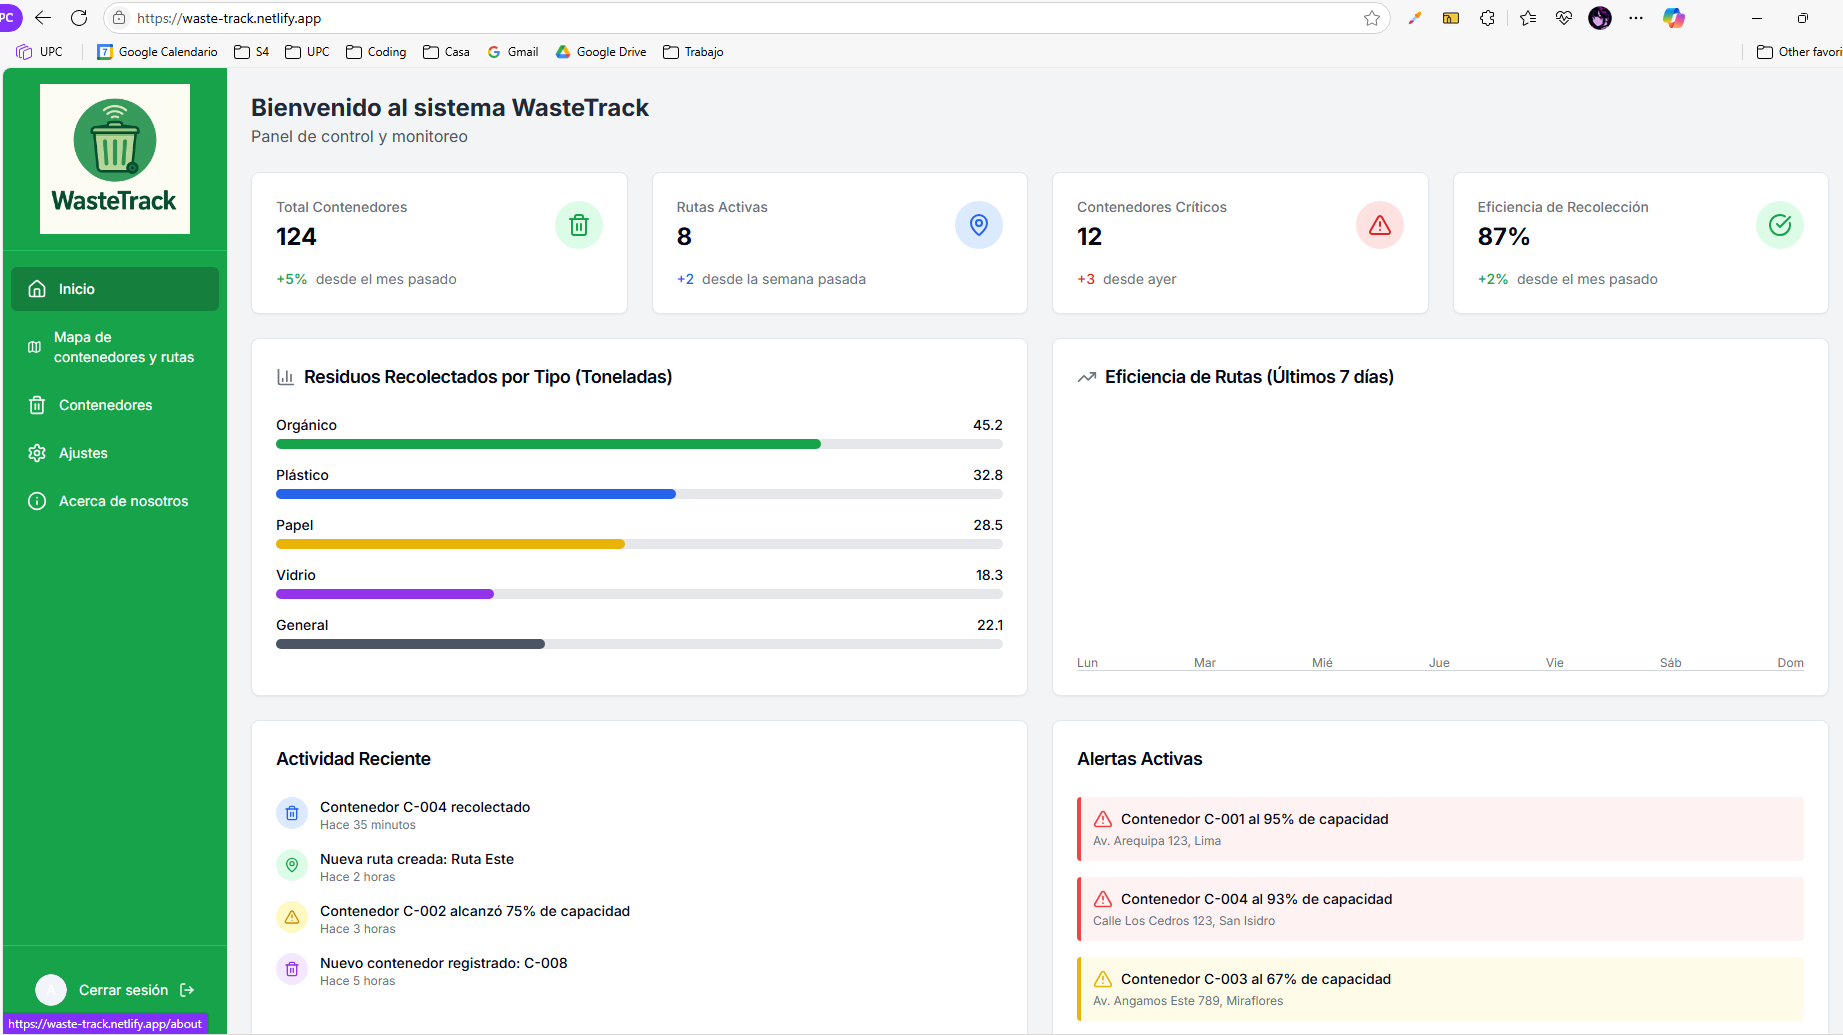 PC
https://waste-track.netlify.app
UPC
7 Google Calendario
S4
UPC
Coding
Casa
G Gmail
Google Drive
Trabajo
Other favori
WasteTrack
Inicio
Mapa de
contenedores y rutas
Contenedores
Ajustes
Acerca de nosotros
A
Cerrar sesión
https://waste-track.netlify.app/about
Bienvenido al sistema WasteTrack
Panel de control y monitoreo
Total Contenedores
124
+5% desde el mes pasado
Rutas Activas
8
+2 desde la semana pasada
Contenedores Críticos
12
+3 desde ayer
Eficiencia de Recolección
87%
+2% desde el mes pasado
Residuos Recolectados por Tipo (Toneladas)
Orgánico 45.2
Plástico 32.8
Papel 28.5
Vidrio 18.3
General 22.1
Eficiencia de Rutas (Últimos 7 días)
Lun Mar Mié Jue Vie Sáb Dom
Actividad Reciente
Contenedor C-004 recolectado
Hace 35 minutos
Nueva ruta creada: Ruta Este
Hace 2 horas
Contenedor C-002 alcanzó 75% de capacidad
Hace 3 horas
Nuevo contenedor registrado: C-008
Hace 5 horas
Alertas Activas
Contenedor C-001 al 95% de capacidad
Av. Arequipa 123, Lima
Contenedor C-004 al 93% de capacidad
Calle Los Cedros 123, San Isidro
Contenedor C-003 al 67% de capacidad
Av. Angamos Este 789, Miraflores